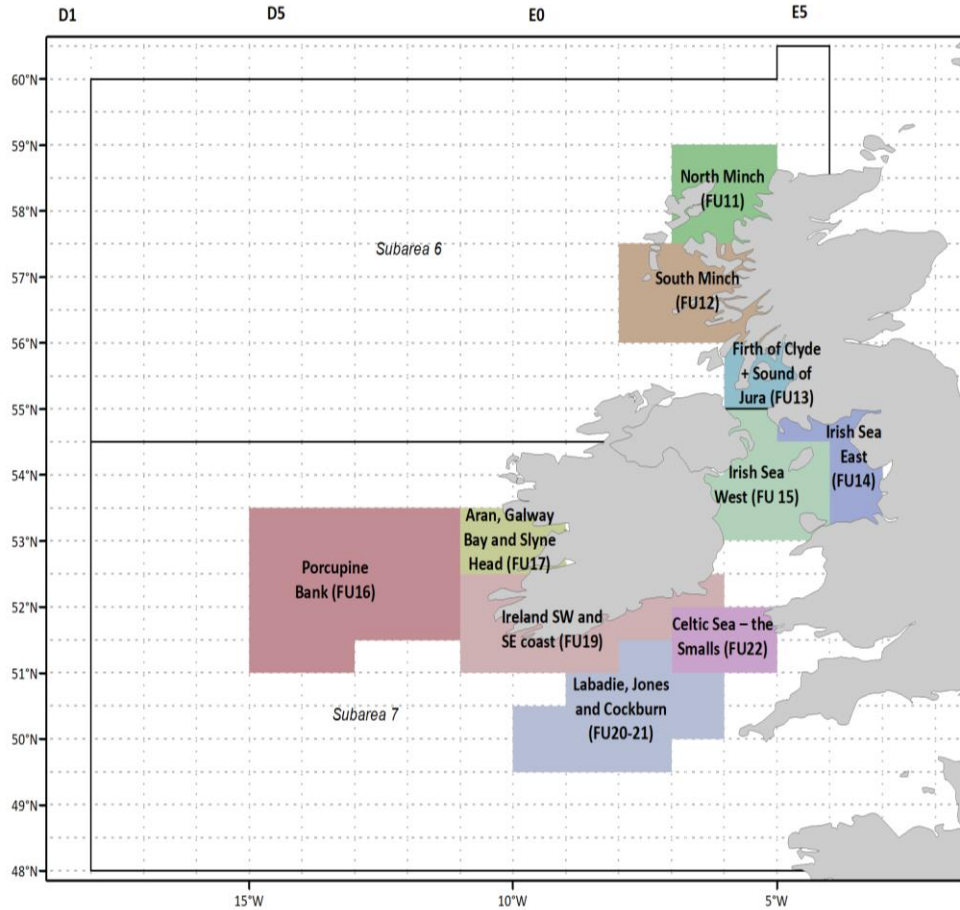 D1 D5 E0 E5
60°N
59°N
North Minch
(FU11)
58°N
Subarea 6
57°N
South Minch
(FU12)
56°N
Firth of Clyde
+ Sound of
Jura (FU13)
55°N
Irish Sea
East
(FU14)
54°N
Irish Sea
West (FU 15)
Aran, Galway
Bay and Slyne
Head (FU17)
53°N
Porcupine
Bank (FU16)
52°N
Ireland SW and
SE coast (FU19)
Celtic Sea – the
Smalls (FU22)
51°N
Labadie, Jones
and Cockburn
(FU20-21)
Subarea 7
50°N
49°N
48°N
15°W 10°W 5°W